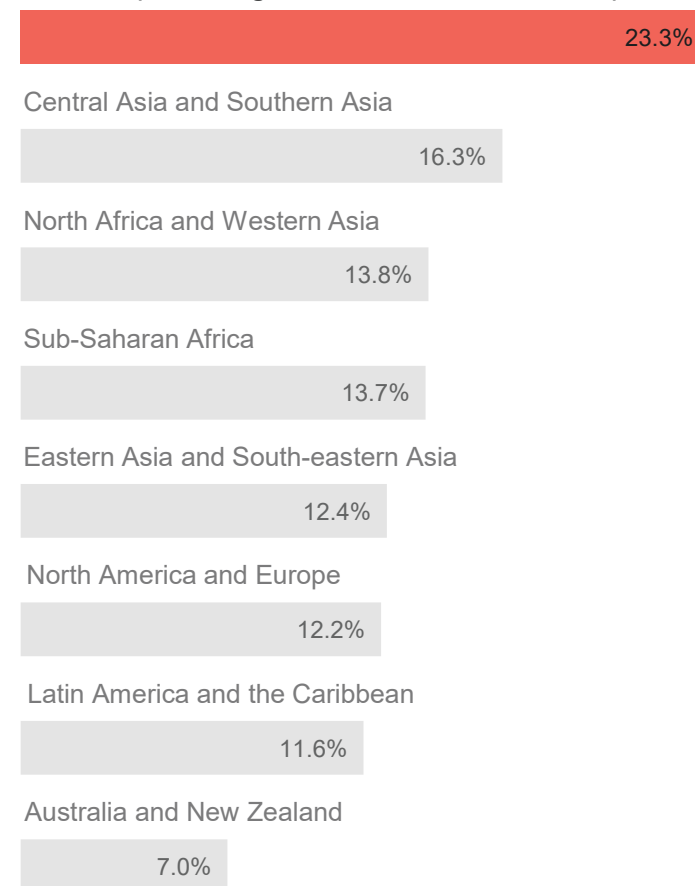 23.3%
Central Asia and Southern Asia
16.3%
North Africa and Western Asia
13.8%
Sub-Saharan Africa
13.7%
Eastern Asia and South-eastern Asia
12.4%
North America and Europe
12.2%
Latin America and the Caribbean
11.6%
Australia and New Zealand
7.0%